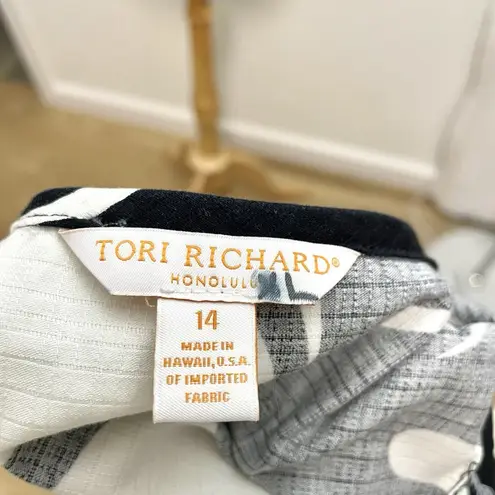 TORI RICHARD®
HONOLULU
14
MADE IN
HAWAII, U.S.A.
OF IMPORTED
FABRIC